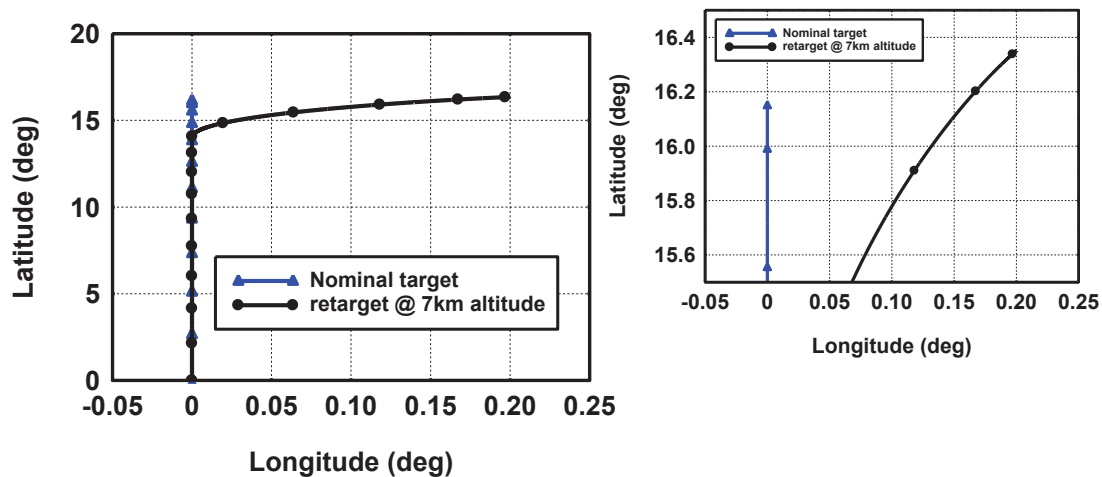 20
15
10
5
0
-0.05 0 0.05 0.10 0.15 0.20 0.25
Latitude (deg)
Longitude (deg)
Nominal target
retarget @ 7km altitude
16.4
16.2
16.0
15.8
15.6
-0.05 0 0.05 0.10 0.15 0.20 0.25
Latitude (deg)
Longitude (deg)
Nominal target
retarget @ 7km altitude